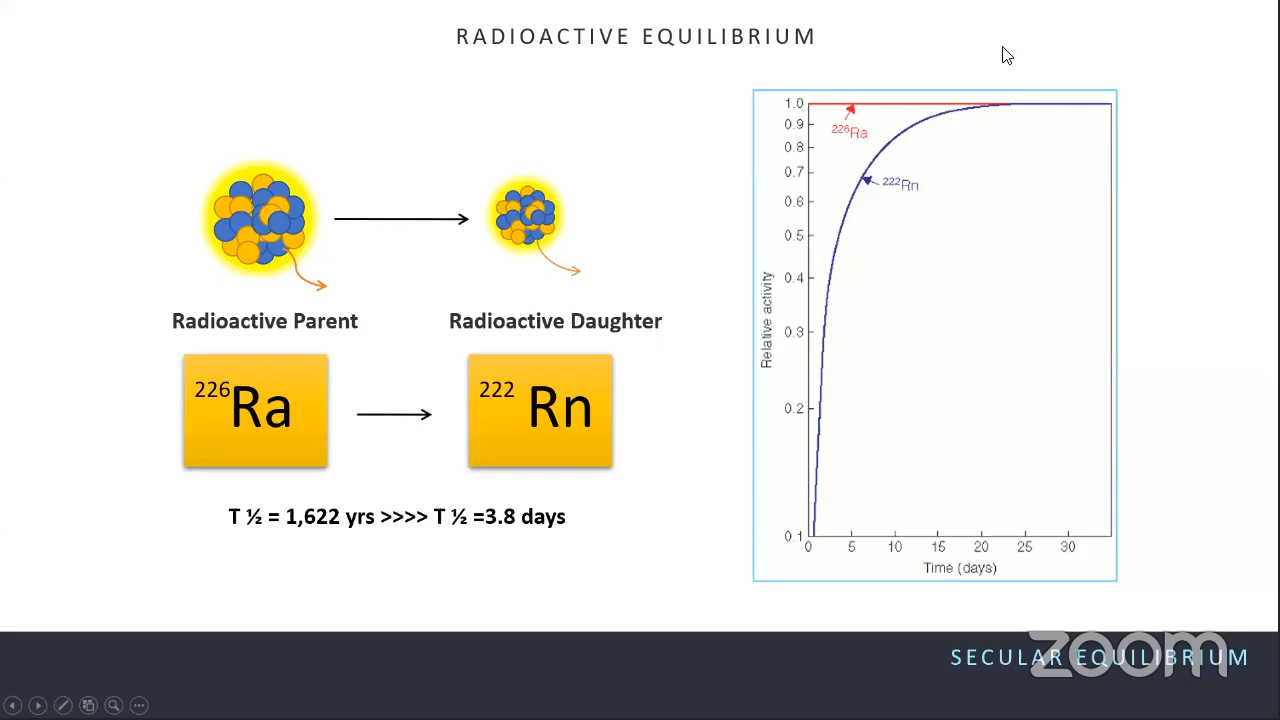 RADIOACTIVE EQUILIBRIUM
Radioactive Parent
Radioactive Daughter
226Ra
222 Rn
T ½ = 1,622 yrs >>>> T ½ =3.8 days
Relative activity
1.0
0.9
0.8
0.7
0.6
0.5
0.4
0.3
0.2
0.1
226Ra
222Rn
0 5 10 15 20 25 30
Time (days)
SECULAR EQUILIBRIUM
zoom